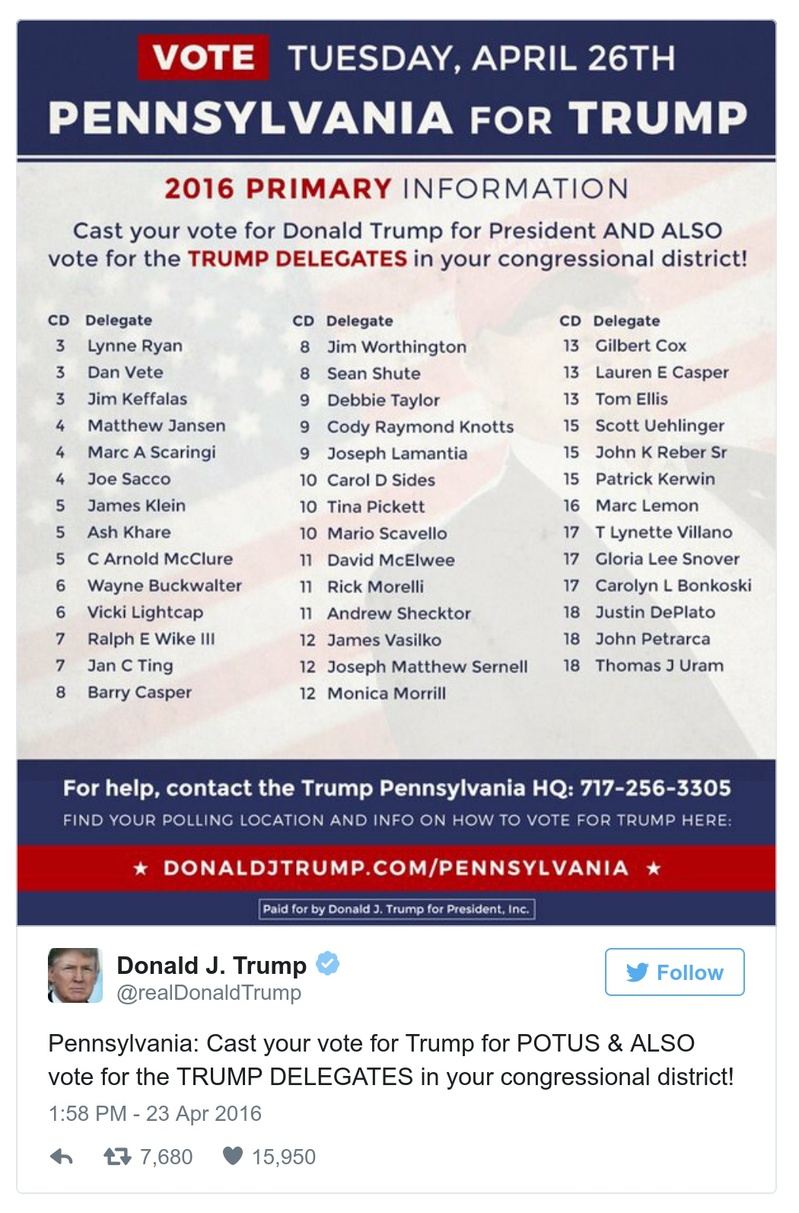 VOTE TUESDAY, APRIL 26TH
PENNSYLVANIA FOR TRUMP
2016 PRIMARY INFORMATION
Cast your vote for Donald Trump for President AND ALSO
vote for the TRUMP DELEGATES in your congressional district!
CD Delegate
3 Lynne Ryan
3 Dan Vete
3 Jim Keffalas
4 Matthew Jansen
4 Marc A Scaringi
4 Joe Sacco
5 James Klein
5 Ash Khare
5 C Arnold McClure
6 Wayne Buckwalter
6 Vicki Lightcap
7 Ralph E Wike III
7 Jan C Ting
8 Barry Casper
CD Delegate
8 Jim Worthington
8 Sean Shute
9 Debbie Taylor
9 Cody Raymond Knotts
9 Joseph Lamantia
10 Carol D Sides
10 Tina Pickett
10 Mario Scavello
11 David McElwee
11 Rick Morelli
11 Andrew Shecktor
12 James Vasilko
12 Joseph Matthew Sernell
12 Monica Morrill
CD Delegate
13 Gilbert Cox
13 Lauren E Casper
13 Tom Ellis
15 Scott Uehlinger
15 John K Reber Sr
15 Patrick Kerwin
16 Marc Lemon
17 T Lynette Villano
17 Gloria Lee Snover
17 Carolyn L Bonkoski
18 Justin DePlato
18 John Petrarca
18 Thomas J Uram
For help, contact the Trump Pennsylvania HQ: 717-256-3305
FIND YOUR POLLING LOCATION AND INFO ON HOW TO VOTE FOR TRUMP HERE:
★ DONALDJTRUMP.COM/PENNSYLVANIA ★
Paid for by Donald J. Trump for President, Inc.
Donald J. Trump
@realDonaldTrump
Follow
Pennsylvania: Cast your vote for Trump for POTUS & ALSO
vote for the TRUMP DELEGATES in your congressional district!
1:58 PM - 23 Apr 2016
7,680 15,950